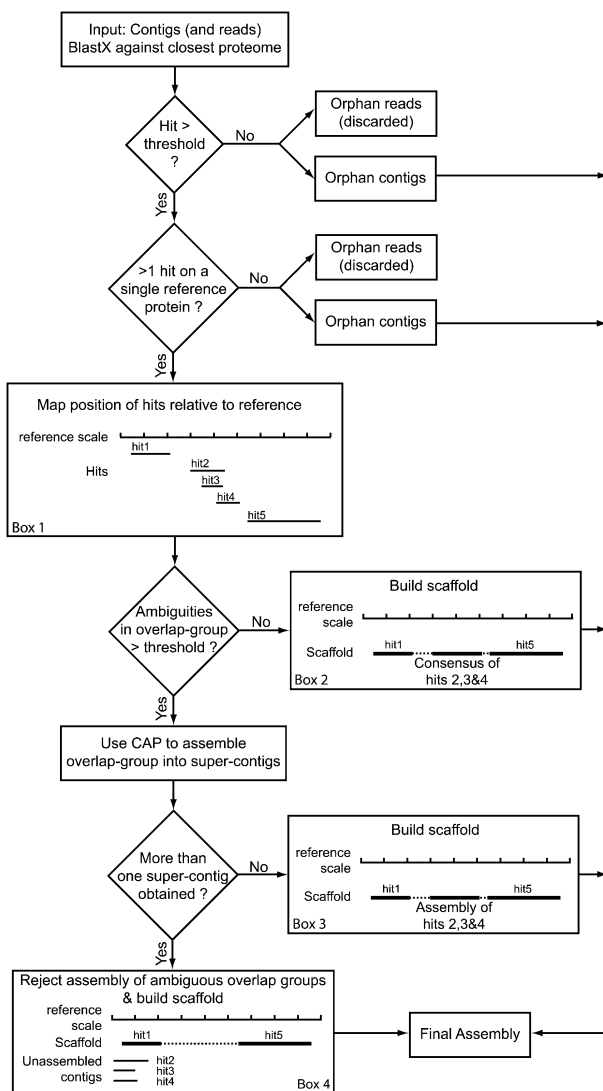 Input: Contigs (and reads)
BlastX against closest proteome
Hit >
threshold
?
No
Orphan reads
(discarded)
Orphan contigs
Yes
>1 hit on a
single reference
protein ?
No
Orphan reads
(discarded)
Orphan contigs
Yes
Map position of hits relative to reference
reference scale
hit1
Hits
hit2
hit3
hit4
hit5
Box 1
Ambiguities
in overlap-group
> threshold ?
No
Build scaffold
reference
scale
Scaffold
hit1
hit5
Consensus of
hits 2,3&4
Box 2
Yes
Use CAP to assemble
overlap-group into super-contigs
More than
one super-contig
obtained ?
No
Build scaffold
reference
scale
Scaffold
hit1
hit5
Assembly of
hits 2,3&4
Box 3
Yes
Reject assembly of ambiguous overlap groups
& build scaffold
reference
scale
Scaffold
hit1
hit5
Unassembled
contigs
hit2
hit3
hit4
Box 4
Final Assembly